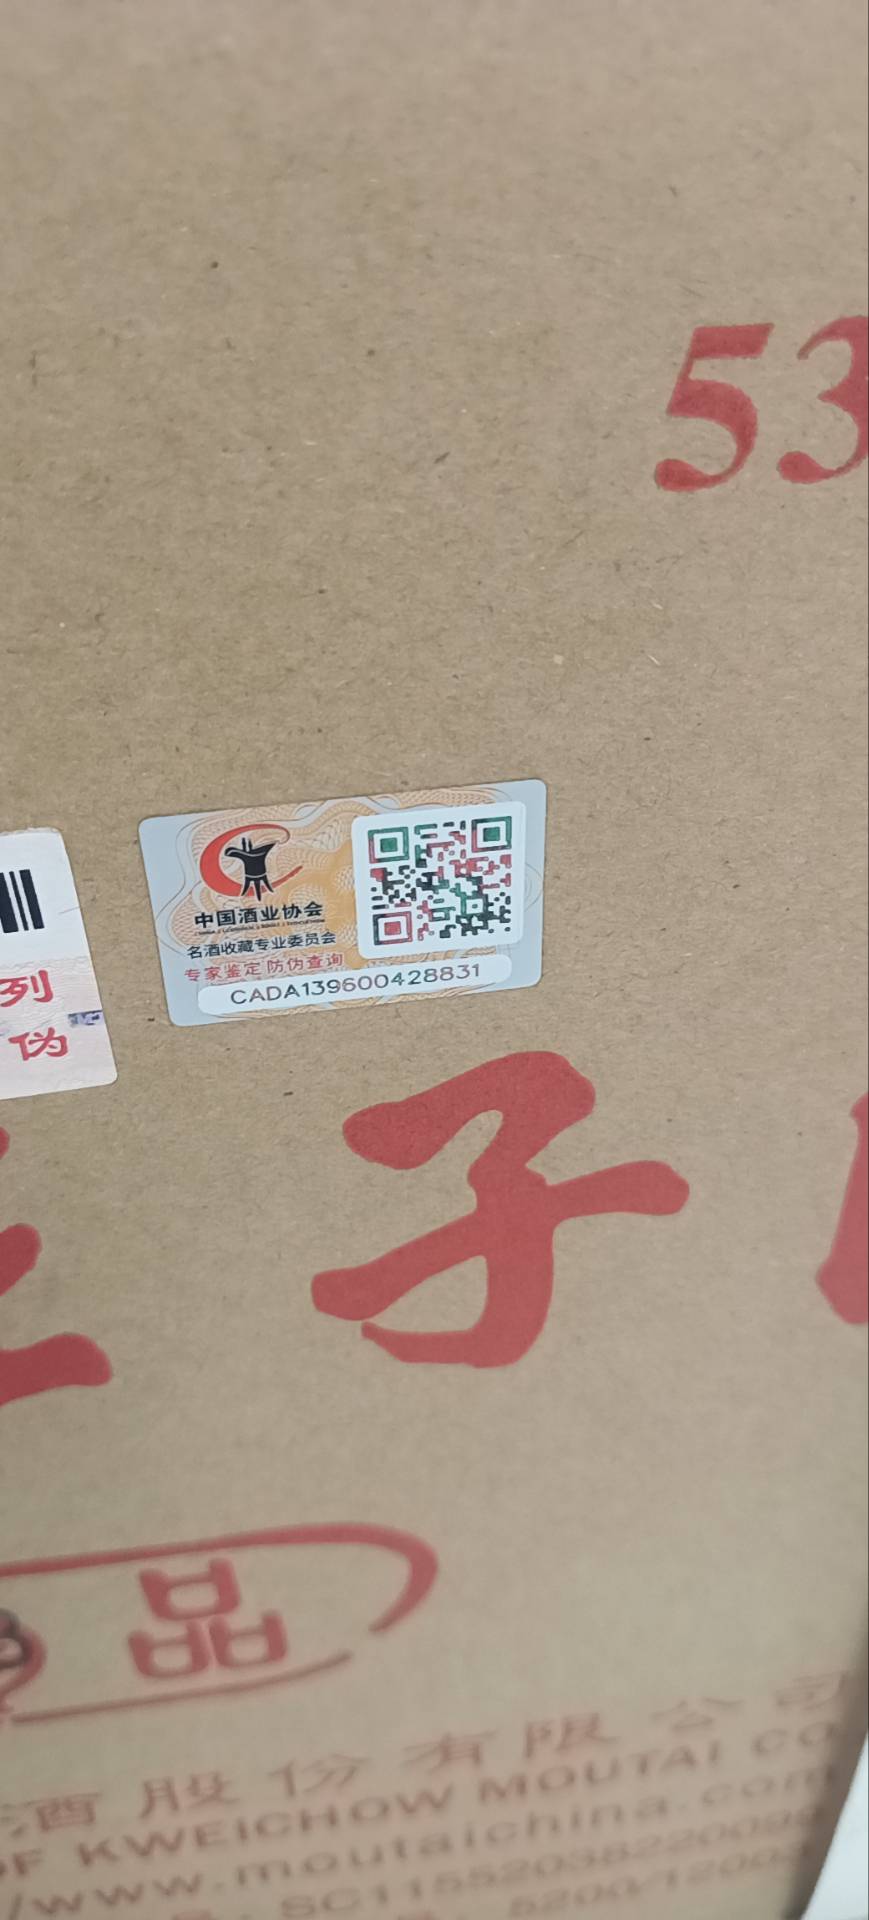 53
中国酒业协会
名酒收藏专业委员会
专家鉴定 防伪查询
CADA139600428831
列
伪
子
品
酒股份有限公司
OF KWEICHOW MOUTAI CO
/www.moutaichina.com